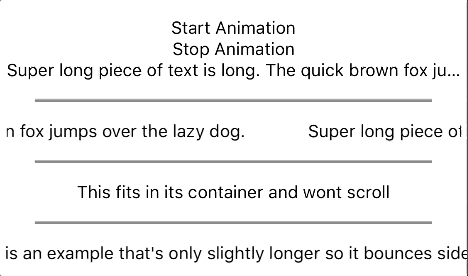 Start Animation
Stop Animation
Super long piece of text is long. The quick brown fox ju...
n fox jumps over the lazy dog. Super long piece of
This fits in its container and wont scroll
is an example that's only slightly longer so it bounces side